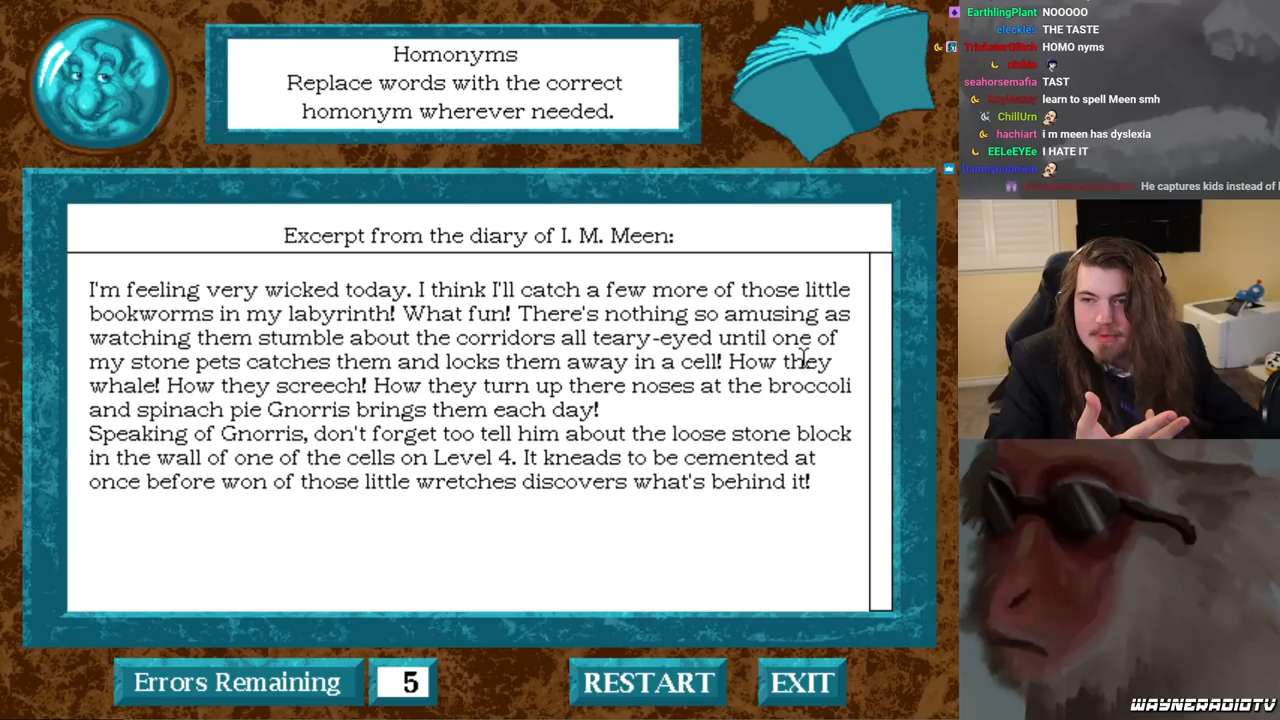 Homonyms
Replace words with the correct
homonym wherever needed.
Excerpt from the diary of I. M. Meen:
I'm feeling very wicked today. I think I'll catch a few more of those little
bookworms in my labyrinth! What fun! There's nothing so amusing as
watching them stumble about the corridors all teary-eyed until one of
my stone pets catches them and locks them away in a cell! How they
whale! How they screech! How they turn up there noses at the broccoli
and spinach pie Gnorris brings them each day!
Speaking of Gnorris, don't forget too tell him about the loose stone block
in the wall of one of the cells on Level 4. It kneads to be cemented at
once before won of those little wretches discovers what's behind it!
Errors Remaining 5
RESTART
EXIT
EarthlingPlant NOOOOO
eleckles THE TASTE
HOMO nyms
seahorsemafia TAST
learn to spell Meen smh
ChillUrn
hachiart i m meen has dyslexia
EELeEYEe I HATE IT
He captures kids instead of
WAYNERADIOTV